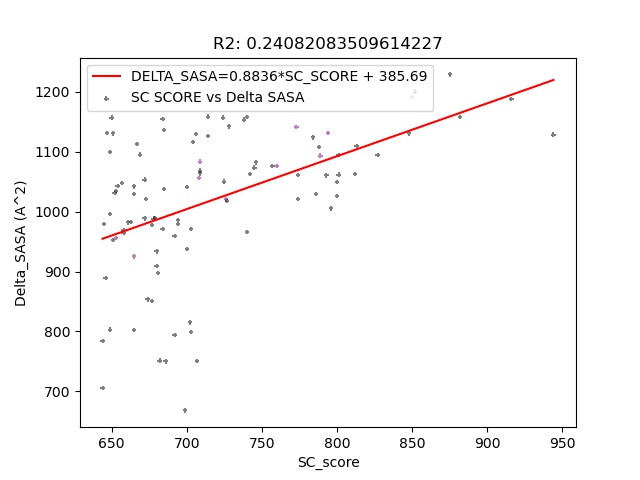 R2: 0.24082083509614227
DELTA_SASA=0.8836*SC_SCORE + 385.69
SC SCORE vs Delta SASA
Delta_SASA (A^2)
1200
1100
1000
900
800
700
650 700 750 800 850 900 950
SC_score